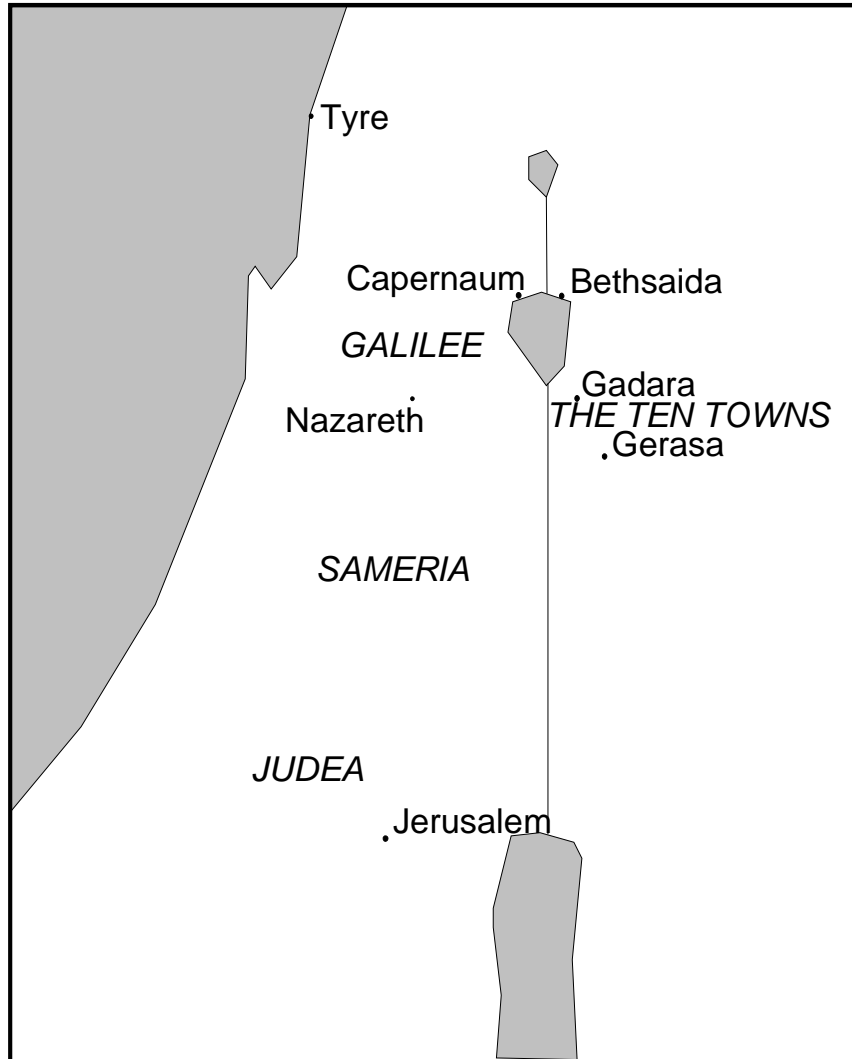 Tyre
Capernaum
Bethsaida
GALILEE
Gadara
Nazareth
THE TEN TOWNS
Gerasa
SAMERIA
JUDEA
Jerusalem